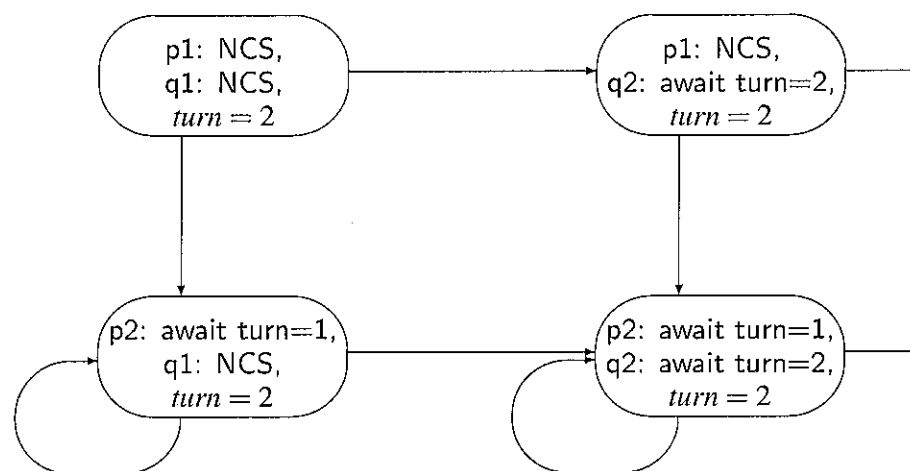 p1: NCS,
q1: NCS,
turn = 2
p1: NCS,
q2: await turn=2,
turn = 2
p2: await turn=1,
q1: NCS,
turn = 2
p2: await turn=1,
q2: await turn=2,
turn = 2